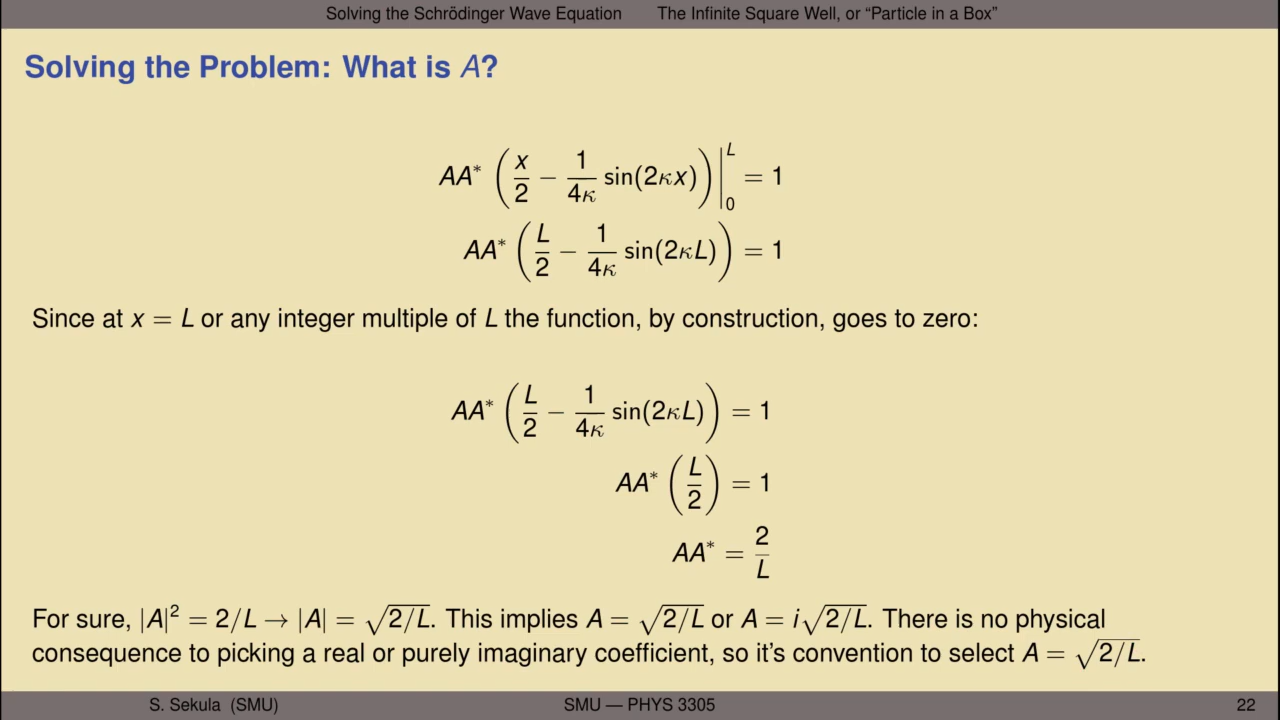 Solving the Schrödinger Wave Equation The Infinite Square Well, or “Particle in a Box”
Solving the Problem: What is A?
AA* (x/2 − 1/4κ sin(2κx))|₀ᴸ = 1
AA* (L/2 − 1/4κ sin(2κL)) = 1
Since at x = L or any integer multiple of L the function, by construction, goes to zero:
AA* (L/2 − 1/4κ sin(2κL)) = 1
AA* (L/2) = 1
AA* = 2/L
For sure, |A|² = 2/L → |A| = √2/L. This implies A = √2/L or A = i√2/L. There is no physical
consequence to picking a real or purely imaginary coefficient, so it’s convention to select A = √2/L.
S. Sekula (SMU) SMU — PHYS 3305 22